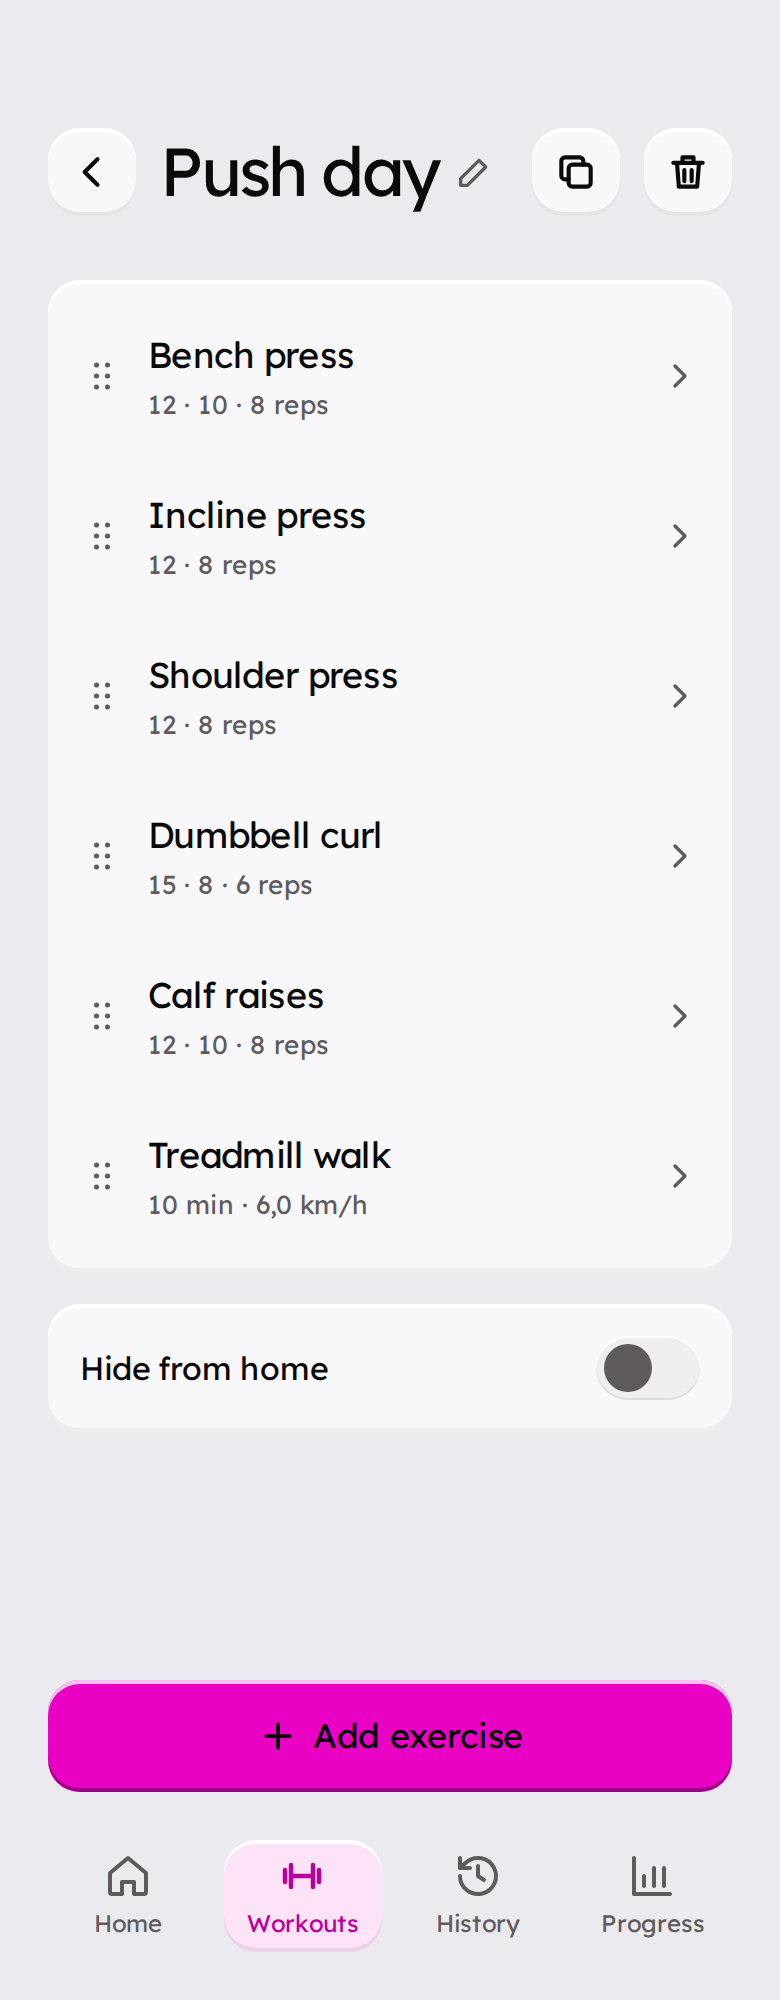 Push day
Bench press
12 · 10 · 8 reps
Incline press
12 · 8 reps
Shoulder press
12 · 8 reps
Dumbbell curl
15 · 8 · 6 reps
Calf raises
12 · 10 · 8 reps
Treadmill walk
10 min · 6,0 km/h
Hide from home
Add exercise
Home
Workouts
History
Progress